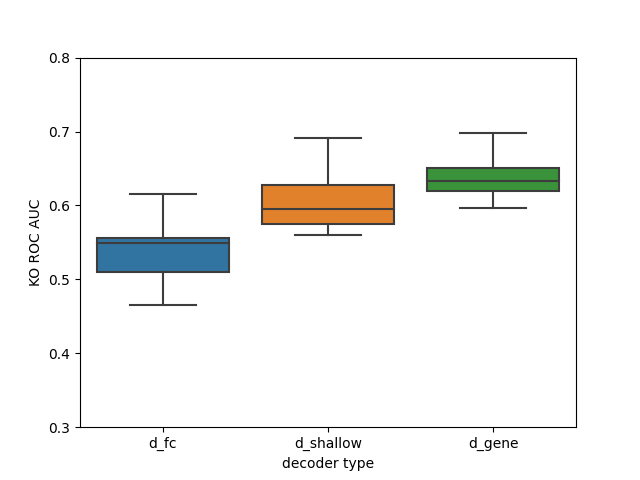 0.8
0.7
0.6
0.5
0.4
0.3
KO ROC AUC
d_fc
d_shallow
d_gene
decoder type